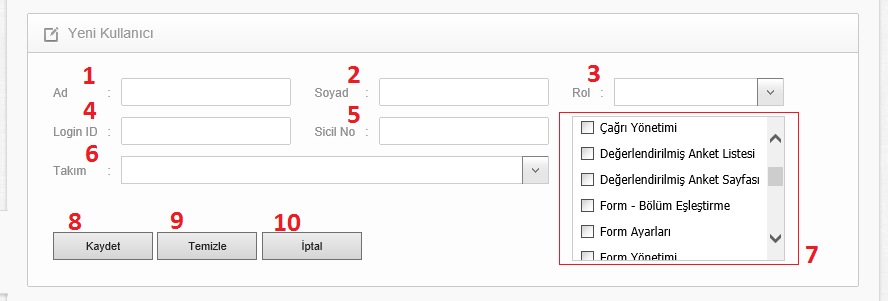 Yeni Kullanıcı
1 2 3
Ad : Soyad : Rol :
4 5
Login ID : Sicil No :
6
Takım :
Çağrı Yönetimi
Değerlendirilmiş Anket Listesi
Değerlendirilmiş Anket Sayfası
Form - Bölüm Eşleştirme
Form Ayarları
Form Yönetimi
7
8 9 10
Kaydet Temizle İptal